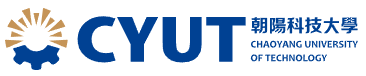 CYUT
朝陽科技大學
CHAOYANG UNIVERSITY
OF TECHNOLOGY